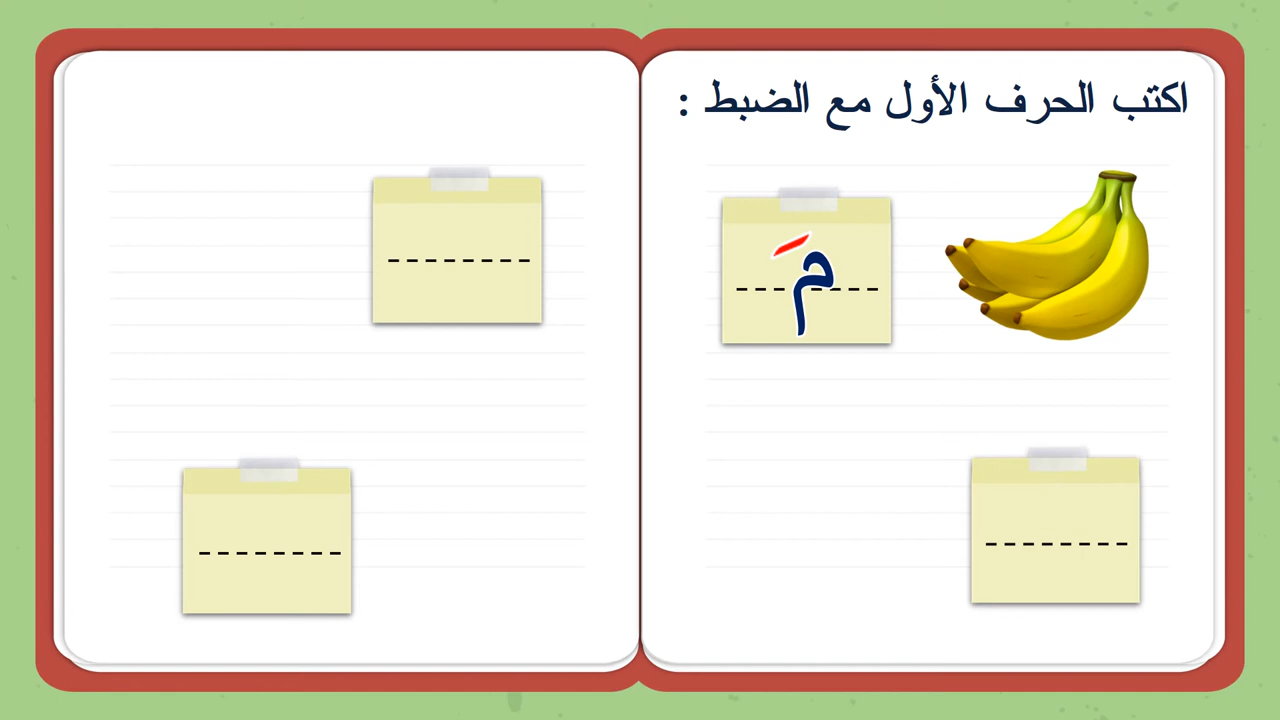 اكتب الحرف الأول مع الضبط :
مَ